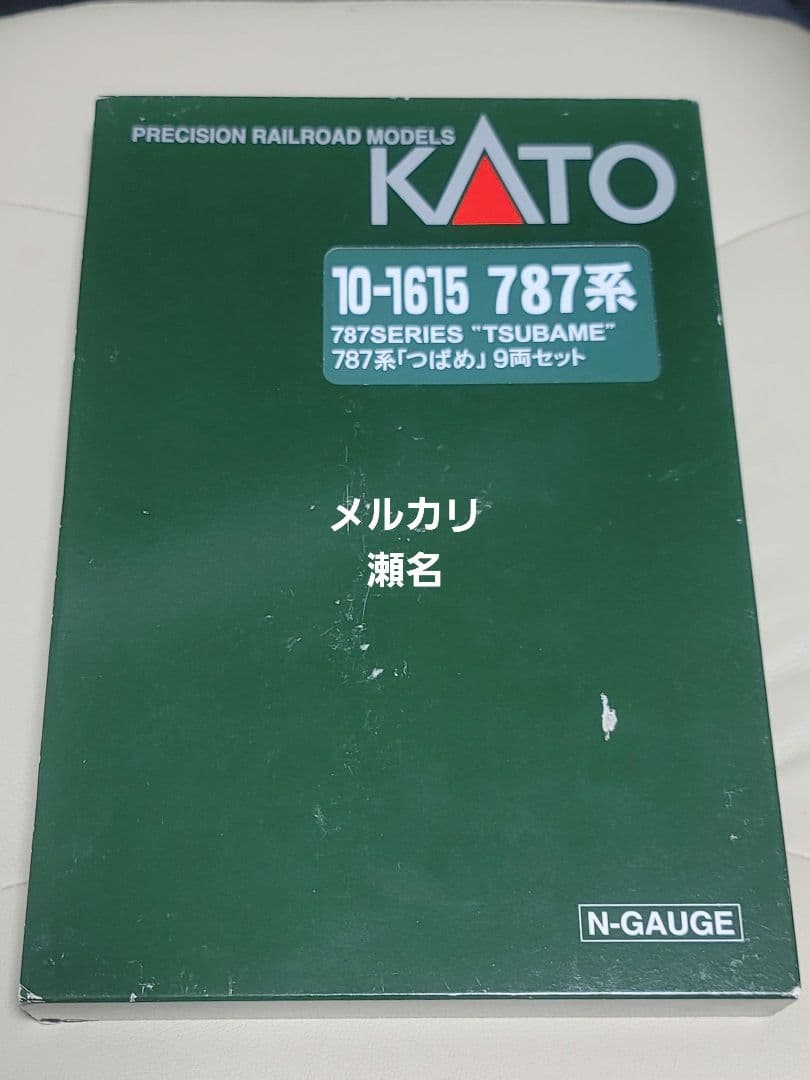 PRECISION RAILROAD MODELS
KATO
10-1615 787系
787SERIES "TSUBAME"
787系「つばめ」9両セット
メルカリ
瀬名
N-GAUGE